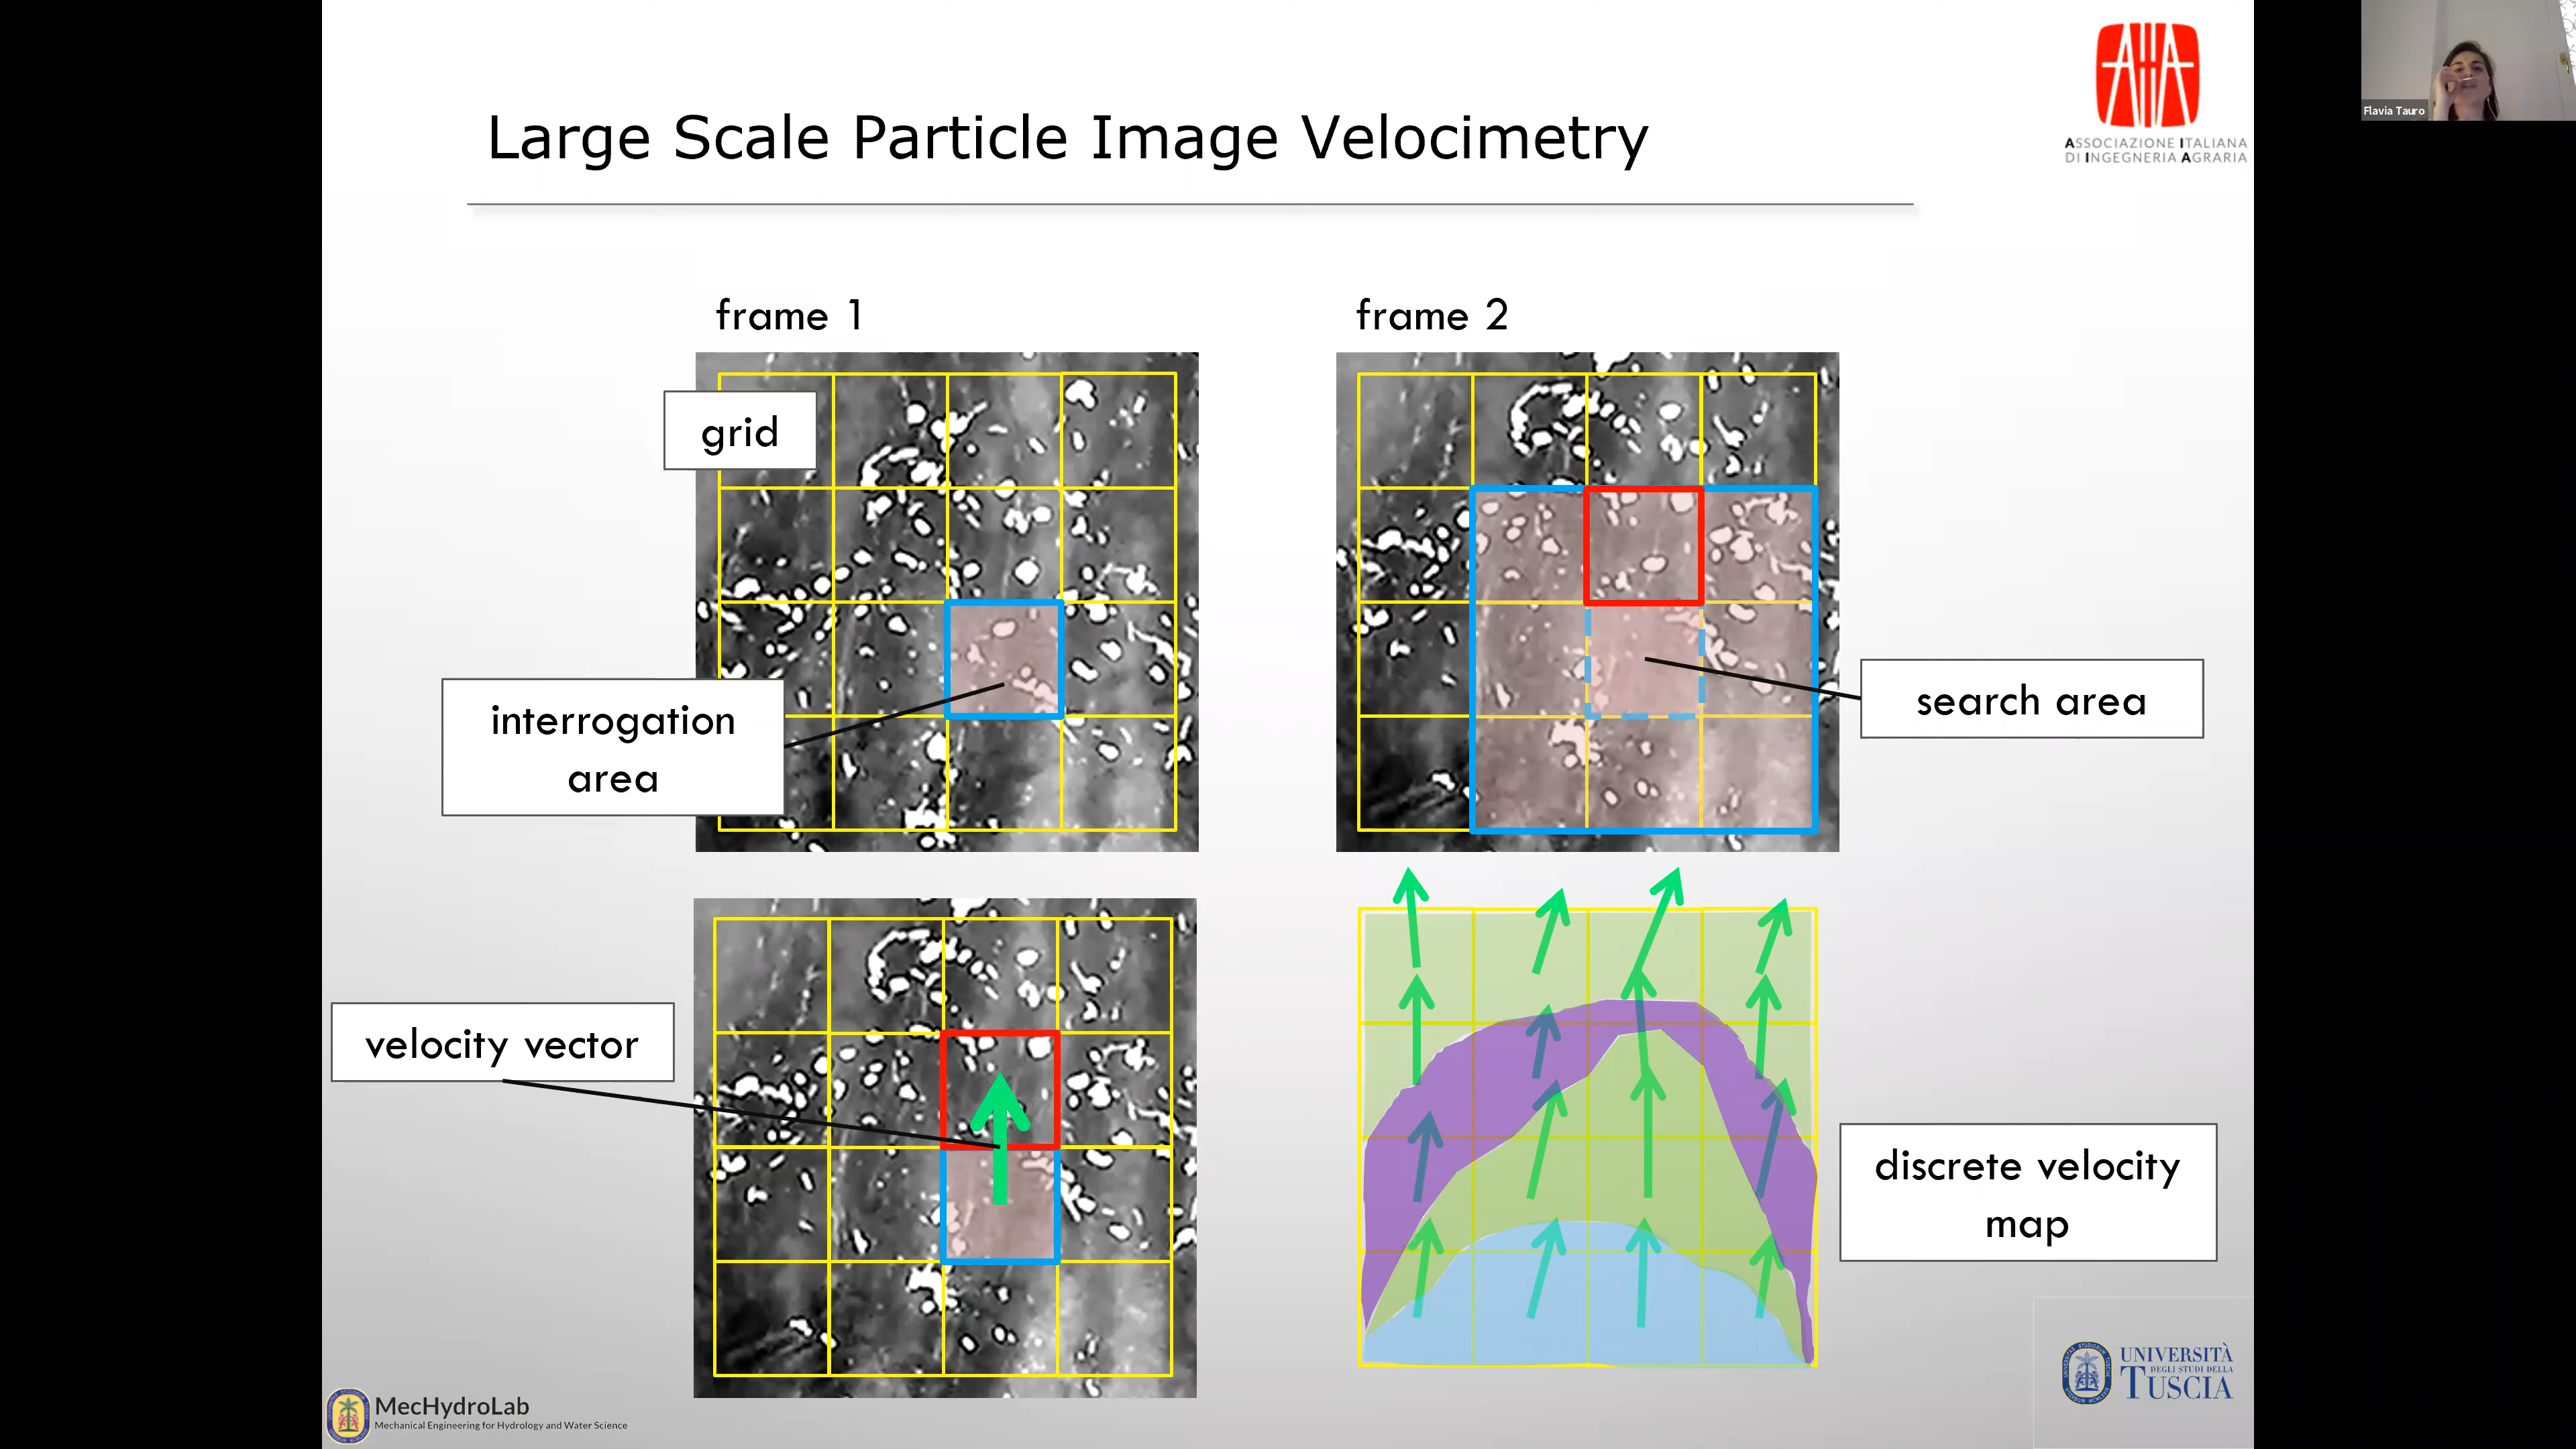 Large Scale Particle Image Velocimetry
ASSOCIAZIONE ITALIANA
DI INGEGNERIA AGRARIA
Flavia Tauro
frame 1
frame 2
grid
interrogation
area
search area
velocity vector
discrete velocity
map
MecHydroLab
Mechanical Engineering for Hydrology and Water Science
UNIVERSITÀ
DEGLI STUDI DELLA
TUSCIA